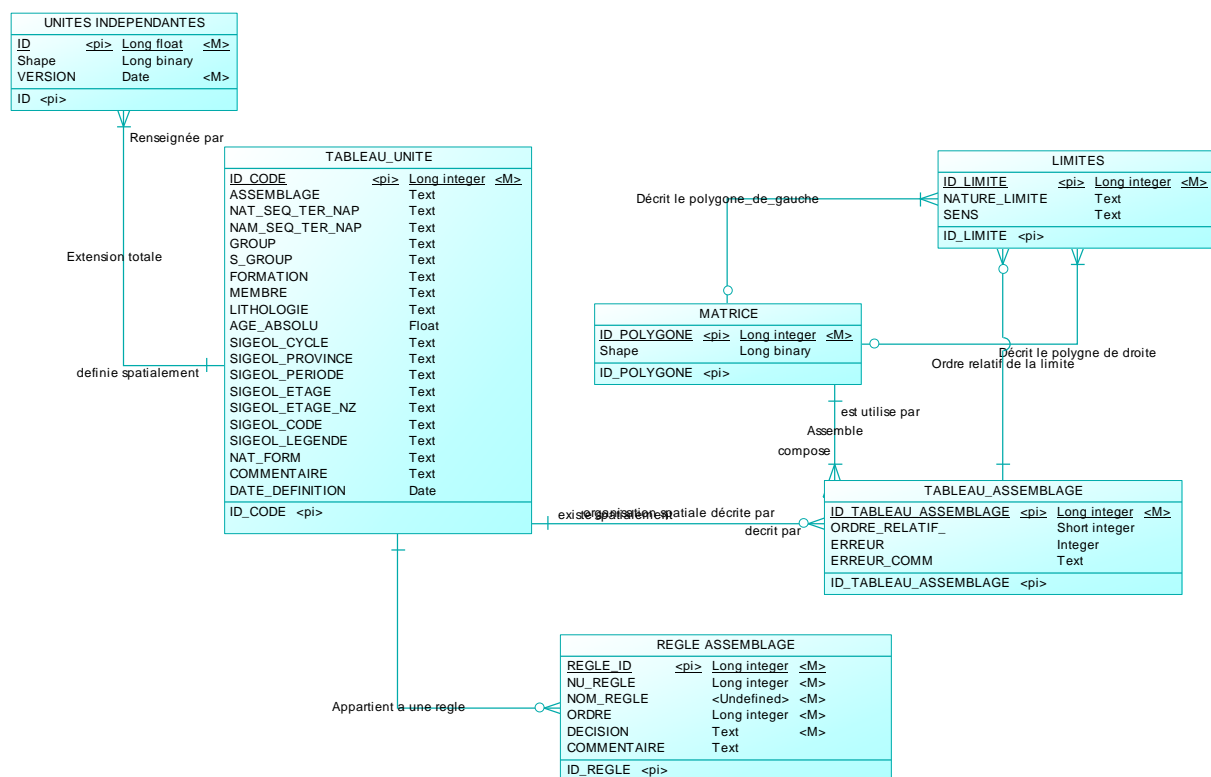 UNITES INDEPENDANTES
ID <pi> Long float <M>
Shape Long binary
VERSION Date <M>
ID <pi>
Renseignée par
Extension totale
definie spatialement
TABLEAU_UNITE
ID_CODE <pi> Long integer <M>
ASSEMBLAGE Text
NAT_SEQ_TER_NAP Text
NAM_SEQ_TER_NAP Text
GROUP Text
S_GROUP Text
FORMATION Text
MEMBRE Text
LITHOLOGIE Text
AGE_ABSOLU Float
SIGEOL_CYCLE Text
SIGEOL_PROVINCE Text
SIGEOL_PERIODE Text
SIGEOL_ETAGE Text
SIGEOL_ETAGE_NZ Text
SIGEOL_CODE Text
SIGEOL_LEGENDE Text
NAT_FORM Text
COMMENTAIRE Text
DATE_DEFINITION Date
ID_CODE <pi>
LIMITES
ID_LIMITE <pi> Long integer <M>
NATURE_LIMITE Text
SENS Text
ID_LIMITE <pi>
Décrit le polygone_de_gauche
MATRICE
ID_POLYGONE <pi> Long integer <M>
Shape Long binary
ID_POLYGONE <pi>
Décrit le polygne de droite
Ordre relatif de la limite
est utilise par
Assemble
compose
TABLEAU_ASSEMBLAGE
ID_TABLEAU_ASSEMBLAGE <pi> Long integer <M>
ORDRE_RELATIF_ Short integer
ERREUR Integer
ERREUR_COMM Text
ID_TABLEAU_ASSEMBLAGE <pi>
existe spatialement
organisation spatiale décrite par
decrit par
Appartient a une regle
REGLE ASSEMBLAGE
REGLE_ID <pi> Long integer <M>
NU_REGLE Long integer <M>
NOM_REGLE <Undefined> <M>
ORDRE Long integer <M>
DECISION Text <M>
COMMENTAIRE Text
ID_REGLE <pi>